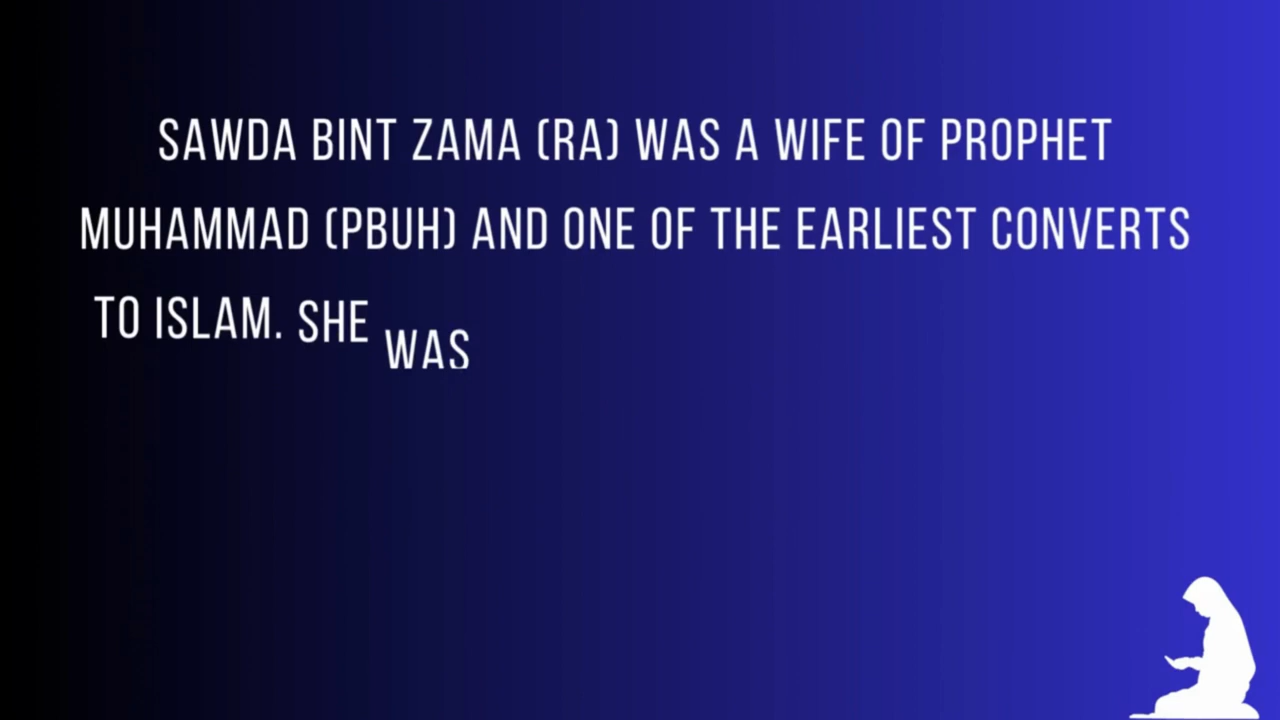 SAWDA BINT ZAMA (RA) WAS A WIFE OF PROPHET
MUHAMMAD (PBUH) AND ONE OF THE EARLIEST CONVERTS
TO ISLAM. SHE WAS